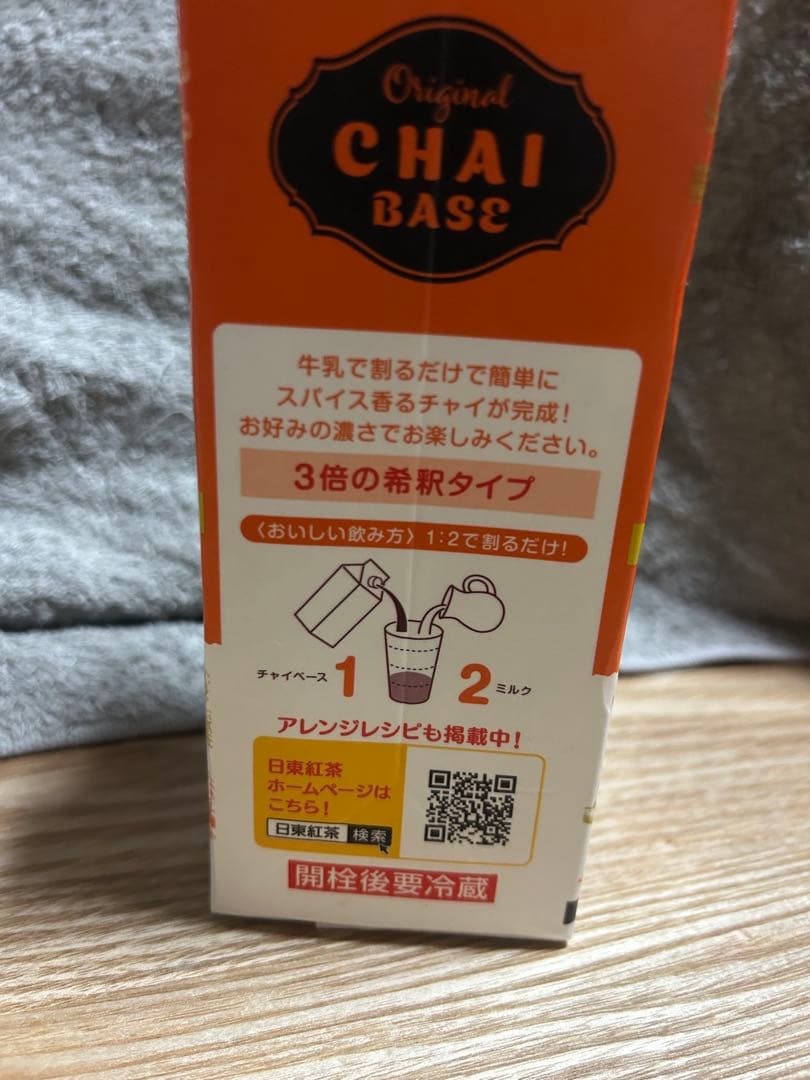 Original
CHAI
BASE
牛乳で割るだけで簡単に
スパイス香るチャイが完成!
お好みの濃さでお楽しみください。
3倍の希釈タイプ
〈おいしい飲み方〉1:2で割るだけ!
チャイベース 1 2 ミルク
アレンジレシピも掲載中!
日東紅茶
ホームページは
こちら!
日東紅茶 検索
開栓後要冷蔵